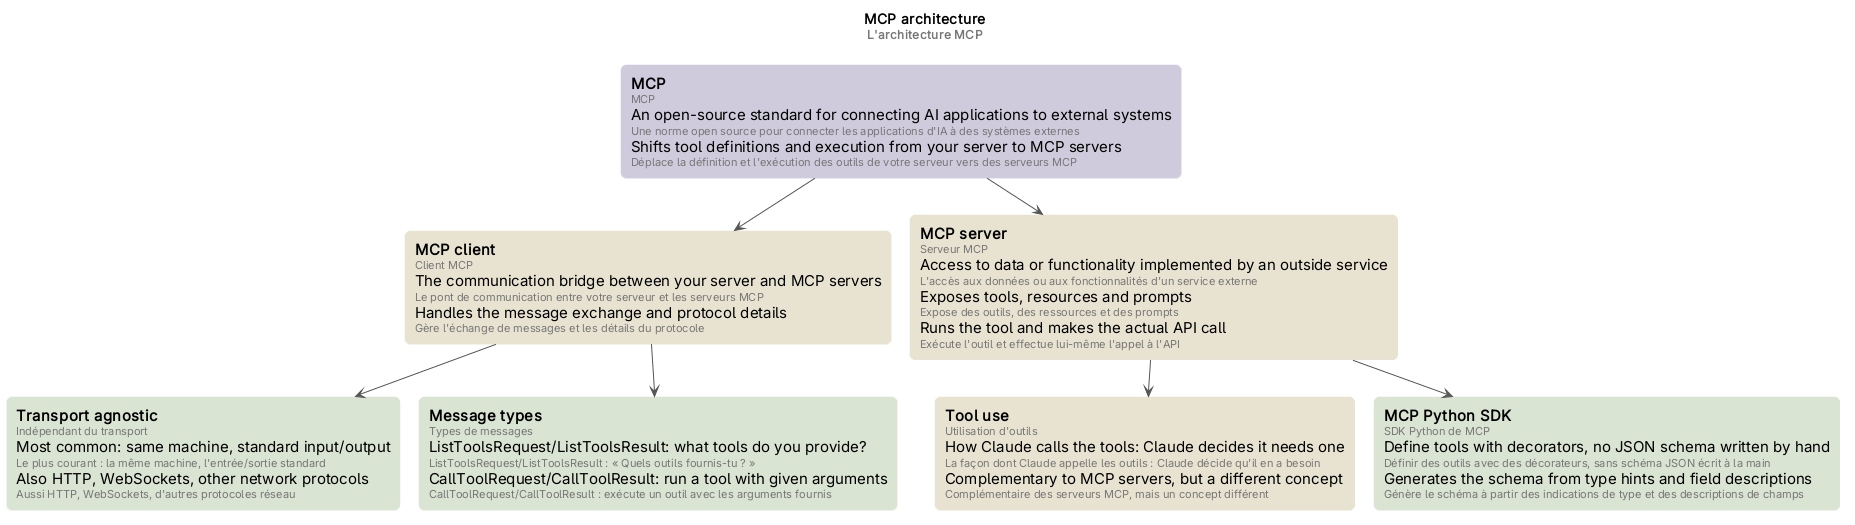 MCP architecture
L'architecture MCP
MCP
MCP
An open-source standard for connecting AI applications to external systems
Une norme open source pour connecter les applications d'IA à des systèmes externes
Shifts tool definitions and execution from your server to MCP servers
Déplace la définition et l'exécution des outils de votre serveur vers des serveurs MCP
MCP client
Client MCP
The communication bridge between your server and MCP servers
Le pont de communication entre votre serveur et les serveurs MCP
Handles the message exchange and protocol details
Gère l'échange de messages et les détails du protocole
MCP server
Serveur MCP
Access to data or functionality implemented by an outside service
L'accès aux données ou aux fonctionnalités d'un service externe
Exposes tools, resources and prompts
Expose des outils, des ressources et des prompts
Runs the tool and makes the actual API call
Exécute l'outil et effectue lui-même l'appel à l'API
Transport agnostic
Indépendant du transport
Most common: same machine, standard input/output
Le plus courant : la même machine, l'entrée/sortie standard
Also HTTP, WebSockets, other network protocols
Aussi HTTP, WebSockets, d'autres protocoles réseau
Message types
Types de messages
ListToolsRequest/ListToolsResult: what tools do you provide?
ListToolsRequest/ListToolsResult : « Quels outils fournis-tu ? »
CallToolRequest/CallToolResult: run a tool with given arguments
CallToolRequest/CallToolResult : exécute un outil avec les arguments fournis
Tool use
Utilisation d'outils
How Claude calls the tools: Claude decides it needs one
La façon dont Claude appelle les outils : Claude décide qu'il en a besoin
Complementary to MCP servers, but a different concept
Complémentaire des serveurs MCP, mais un concept différent
MCP Python SDK
SDK Python de MCP
Define tools with decorators, no JSON schema written by hand
Définir des outils avec des décorateurs, sans schéma JSON écrit à la main
Generates the schema from type hints and field descriptions
Génère le schéma à partir des indications de type et des descriptions de champs